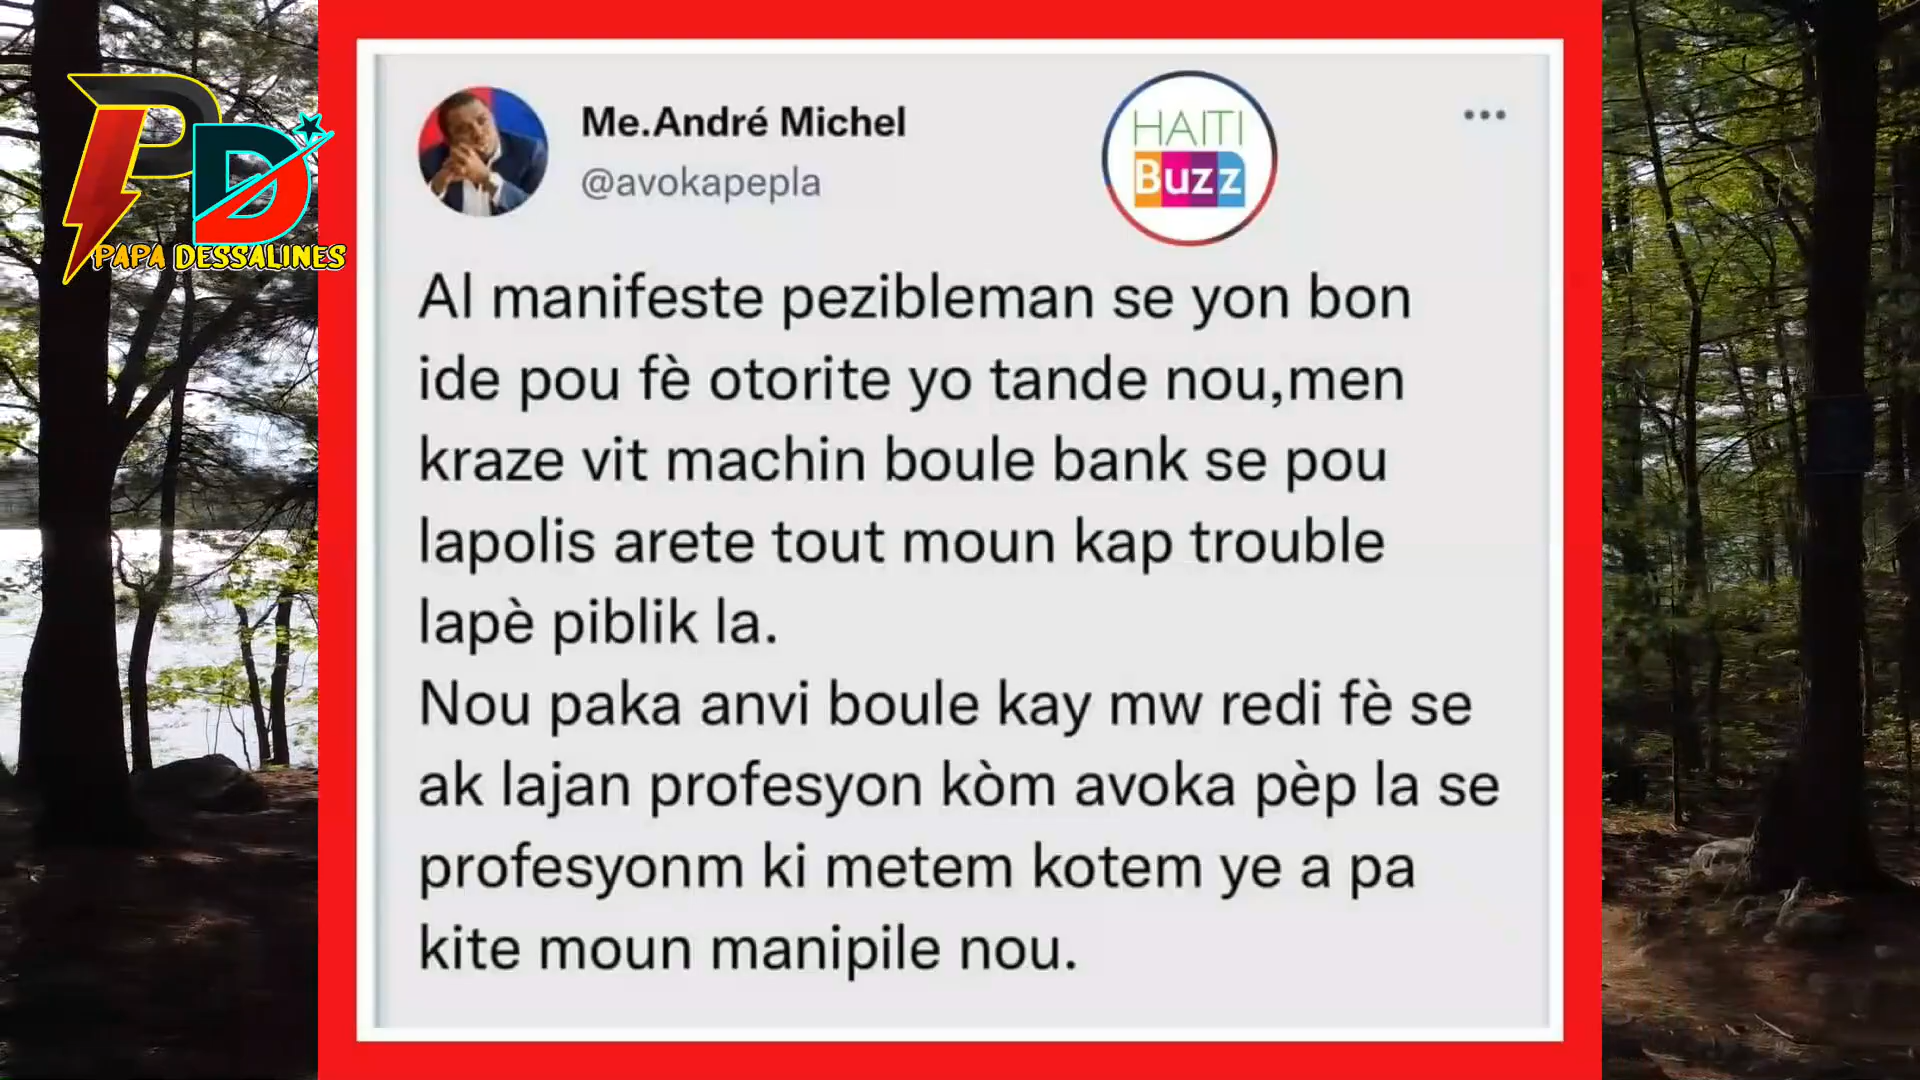 PD
PAPA DESSALINES
Me.André Michel
@avokapepla
HAITI
Buzz
Al manifeste pezibleman se yon bon
ide pou fè otorite yo tande nou,men
kraze vit machin boule bank se pou
lapolis arete tout moun kap trouble
lapè piblik la.
Nou paka anvi boule kay mw redi fè se
ak lajan profesyon kòm avoka pèp la se
profesyonm ki metem kotem ye a pa
kite moun manipile nou.